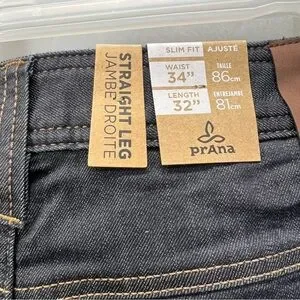 STRAIGHT LEG
JAMBE DROITE
SLIM FIT AJUSTÉ
WAIST TAILLE
34" 86cm
LENGTH ENTREJAMBE
32" 81cm
prAna